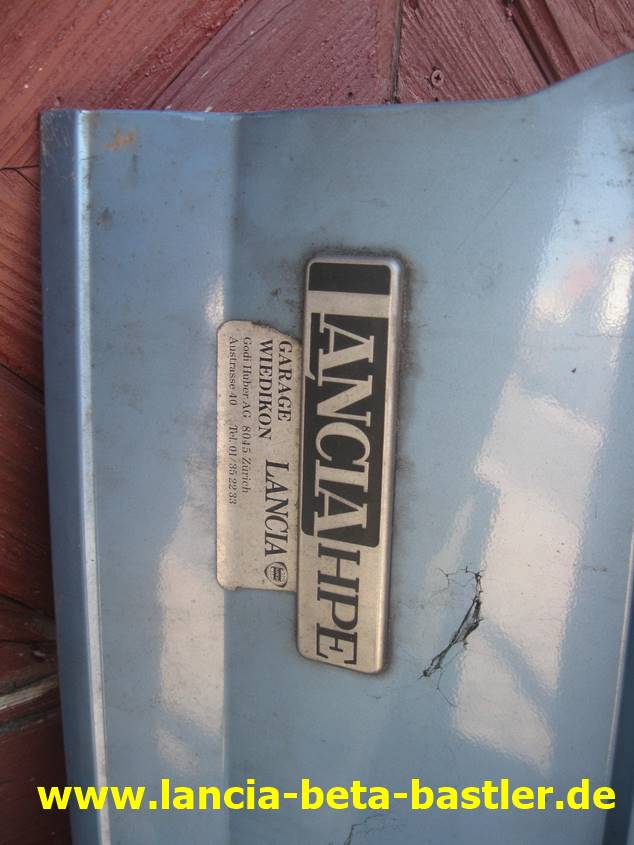 LANCIA HPE
GARAGE
WIEDIKON LANCIA
Godi Huber AG 8045 Zürich
Austrasse 40 Tel. 01/35 22 33
www.lancia-beta-bastler.de